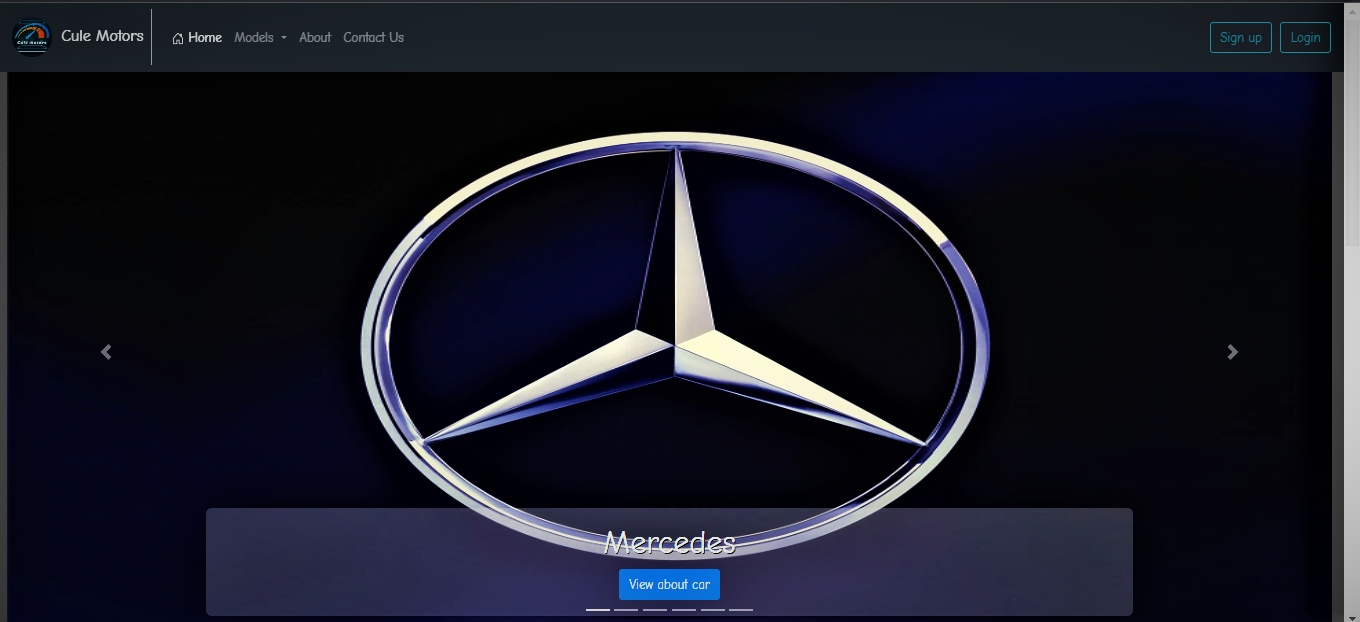 Cule Motors
Cule Motors
Home
Models
About
Contact Us
Sign up
Login
Mercedes
View about car